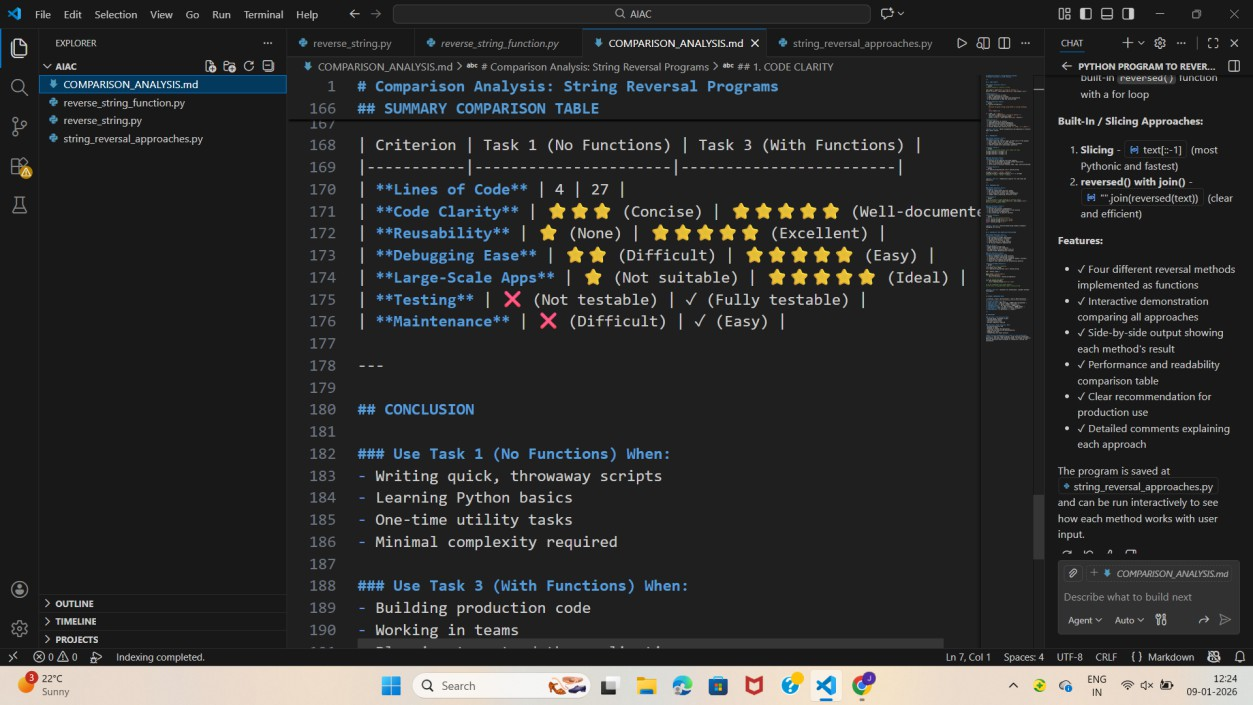 File Edit Selection View Go Run Terminal Help
AIAC
EXPLORER
AIAC
COMPARISON_ANALYSIS.md
reverse_string_function.py
reverse_string.py
string_reversal_approaches.py
OUTLINE
TIMELINE
PROJECTS
reverse_string.py
reverse_string_function.py
COMPARISON_ANALYSIS.md
string_reversal_approaches.py
COMPARISON_ANALYSIS.md > # Comparison Analysis: String Reversal Programs > ## 1. CODE CLARITY
1 # Comparison Analysis: String Reversal Programs
166 ## SUMMARY COMPARISON TABLE
167
168 | Criterion | Task 1 (No Functions) | Task 3 (With Functions) |
169 |-----------|----------------------|------------------------|
170 | **Lines of Code** | 4 | 27 |
171 | **Code Clarity** | ⭐⭐⭐ (Concise) | ⭐⭐⭐⭐⭐ (Well-documente
172 | **Reusability** | ⭐ (None) | ⭐⭐⭐⭐⭐ (Excellent) |
173 | **Debugging Ease** | ⭐⭐ (Difficult) | ⭐⭐⭐⭐⭐ (Easy) |
174 | **Large-Scale Apps** | ⭐ (Not suitable) | ⭐⭐⭐⭐⭐ (Ideal) |
175 | **Testing** | ❌ (Not testable) | ✓ (Fully testable) |
176 | **Maintenance** | ❌ (Difficult) | ✓ (Easy) |
177
178 ---
179
180 ## CONCLUSION
181
182 ### Use Task 1 (No Functions) When:
183 - Writing quick, throwaway scripts
184 - Learning Python basics
185 - One-time utility tasks
186 - Minimal complexity required
187
188 ### Use Task 3 (With Functions) When:
189 - Building production code
190 - Working in teams
CHAT
PYTHON PROGRAM TO REVER...
built-in reversed() function
with a for loop
Built-In / Slicing Approaches:
1. Slicing - text[::-1] (most
Pythonic and fastest)
2. reversed() with join() -
"".join(reversed(text)) (clear
and efficient)
Features:
• ✓ Four different reversal methods
implemented as functions
• ✓ Interactive demonstration
comparing all approaches
• ✓ Side-by-side output showing
each method's result
• ✓ Performance and readability
comparison table
• ✓ Clear recommendation for
production use
• ✓ Detailed comments explaining
each approach
The program is saved at
string_reversal_approaches.py
and can be run interactively to see
how each method works with user
input.
COMPARISON_ANALYSIS.md
Describe what to build next
Agent Auto
0 0 Indexing completed.
Ln 7, Col 1 Spaces: 4 UTF-8 CRLF { } Markdown
3
22°C
Sunny
Search
J
ENG
IN
12:24
09-01-2026